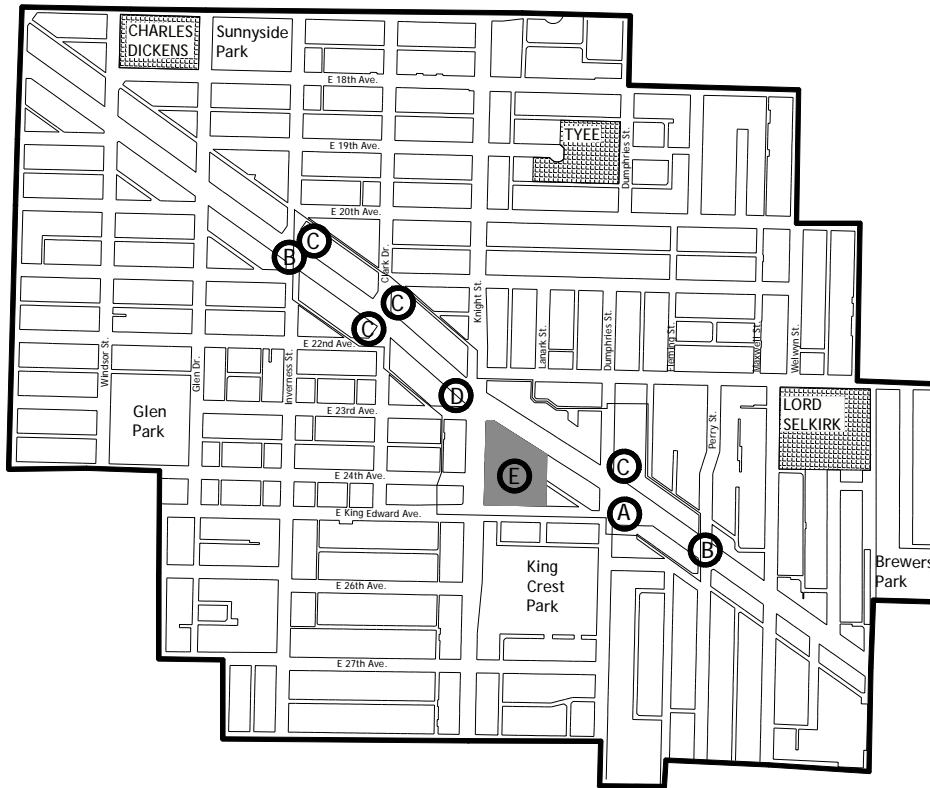 CHARLES
DICKENS
Sunnyside
Park
E 18th Ave.
TYEE
E 19th Ave.
Dumphries St.
E 20th Ave.
C
B
Clark Dr.
C
Knight St.
C
E 22nd Ave.
Windsor St.
Glen Dr.
Inverness St.
Lanark St.
Dumphries St.
Fleming St.
Maxwell St.
Welwyn St.
D
Glen
Park
E 23rd Ave.
LORD
SELKIRK
Perry St.
C
E 24th Ave.
E
A
E King Edward Ave.
B
King
Crest
Park
Brewers
Park
E 26th Ave.
E 27th Ave.